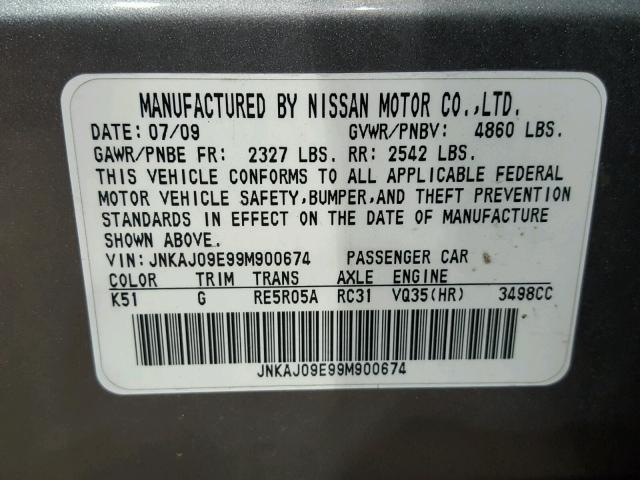 MANUFACTURED BY NISSAN MOTOR CO.,LTD.
DATE: 07/09 GVWR/PNBV: 4860 LBS.
GAWR/PNBE FR: 2327 LBS. RR: 2542 LBS.
THIS VEHICLE CONFORMS TO ALL APPLICABLE FEDERAL
MOTOR VEHICLE SAFETY,BUMPER,AND THEFT PREVENTION
STANDARDS IN EFFECT ON THE DATE OF MANUFACTURE
SHOWN ABOVE.
VIN: JNKAJ09E99M900674 PASSENGER CAR
COLOR TRIM TRANS AXLE ENGINE
K51 G RE5R05A RC31 VQ35(HR) 3498CC
JNKAJ09E99M900674